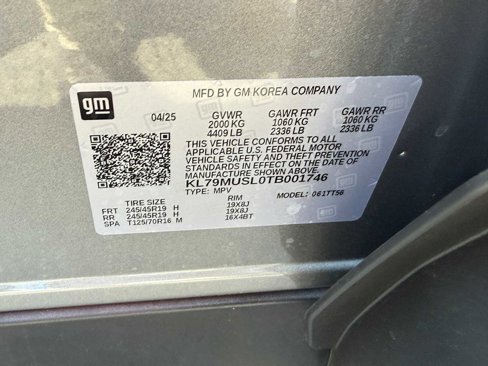 gm
MFD BY GM KOREA COMPANY
04/25 GVWR GAWR FRT GAWR RR
2000 KG 1060 KG 1060 KG
4409 LB 2336 LB 2336 LB
THIS VEHICLE CONFORMS TO ALL
APPLICABLE U.S. FEDERAL MOTOR
VEHICLE SAFETY AND THEFT PREVENTION
STANDARDS IN EFFECT ON THE DATE OF
MANUFACTURE SHOWN ABOVE.
KL79MUSL0TB001746
TYPE: MPV MODEL: 061TT56
TIRE SIZE RIM
FRT 245/45R19 H 19X8J
RR 245/45R19 H 19X8J
SPA T125/70R16 M 16X4BT